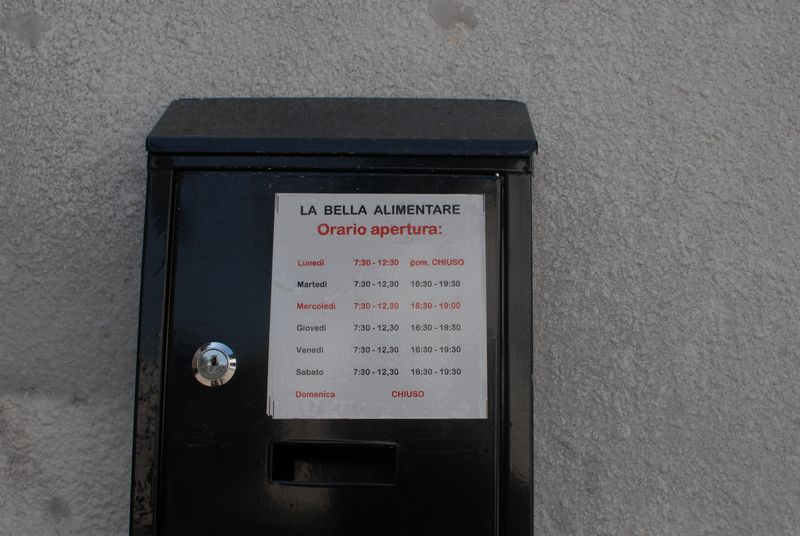 LA BELLA ALIMENTARE
Orario apertura:
Lunedì 7:30 - 12:30 pom. CHIUSO
Martedì 7:30 - 12,30 16:30 - 19:30
Mercoledì 7:30 - 12,30 16:30 - 19:00
Giovedì 7:30 - 12,30 16:30 - 19:30
Venedì 7:30 - 12,30 16:30 - 19:30
Sabato 7:30 - 12,30 16:30 - 19:30
Domenica CHIUSO